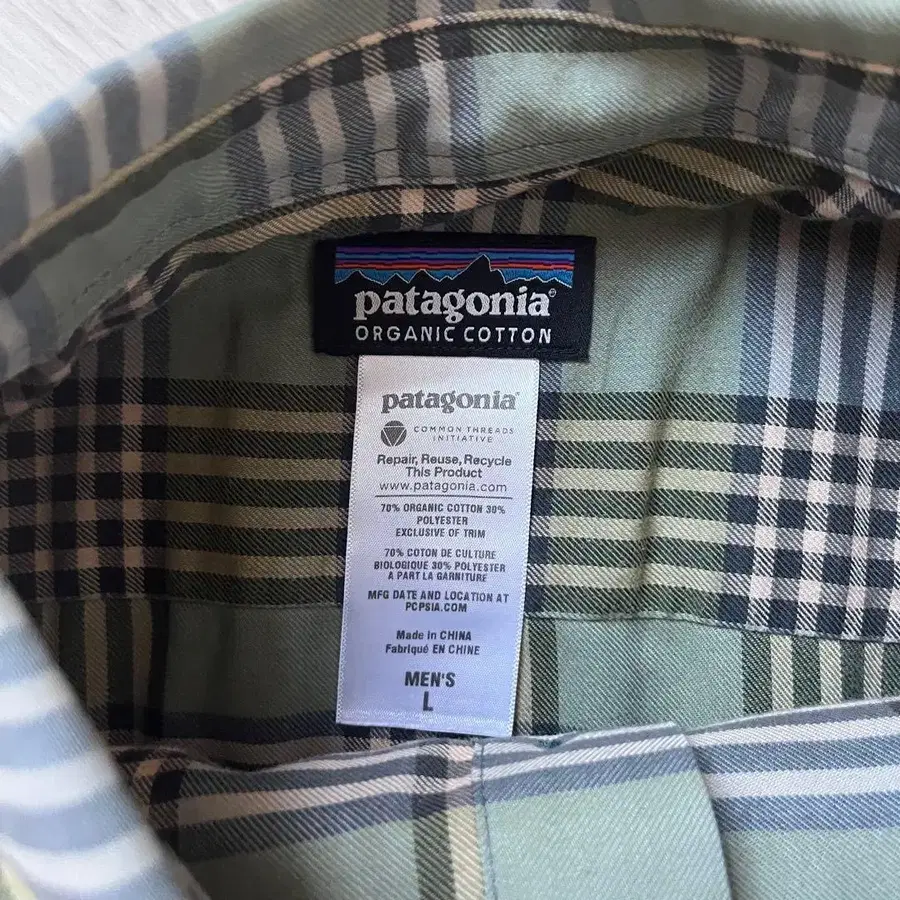 patagonia®
ORGANIC COTTON
patagonia®
COMMON THREADS
INITIATIVE
Repair, Reuse, Recycle
This Product
www.patagonia.com
70% ORGANIC COTTON 30%
POLYESTER
EXCLUSIVE OF TRIM
70% COTON DE CULTURE
BIOLOGIQUE 30% POLYESTER
A PART LA GARNITURE
MFG DATE AND LOCATION AT
PCPSIA.COM
Made in CHINA
Fabriqué EN CHINE
MEN'S
L